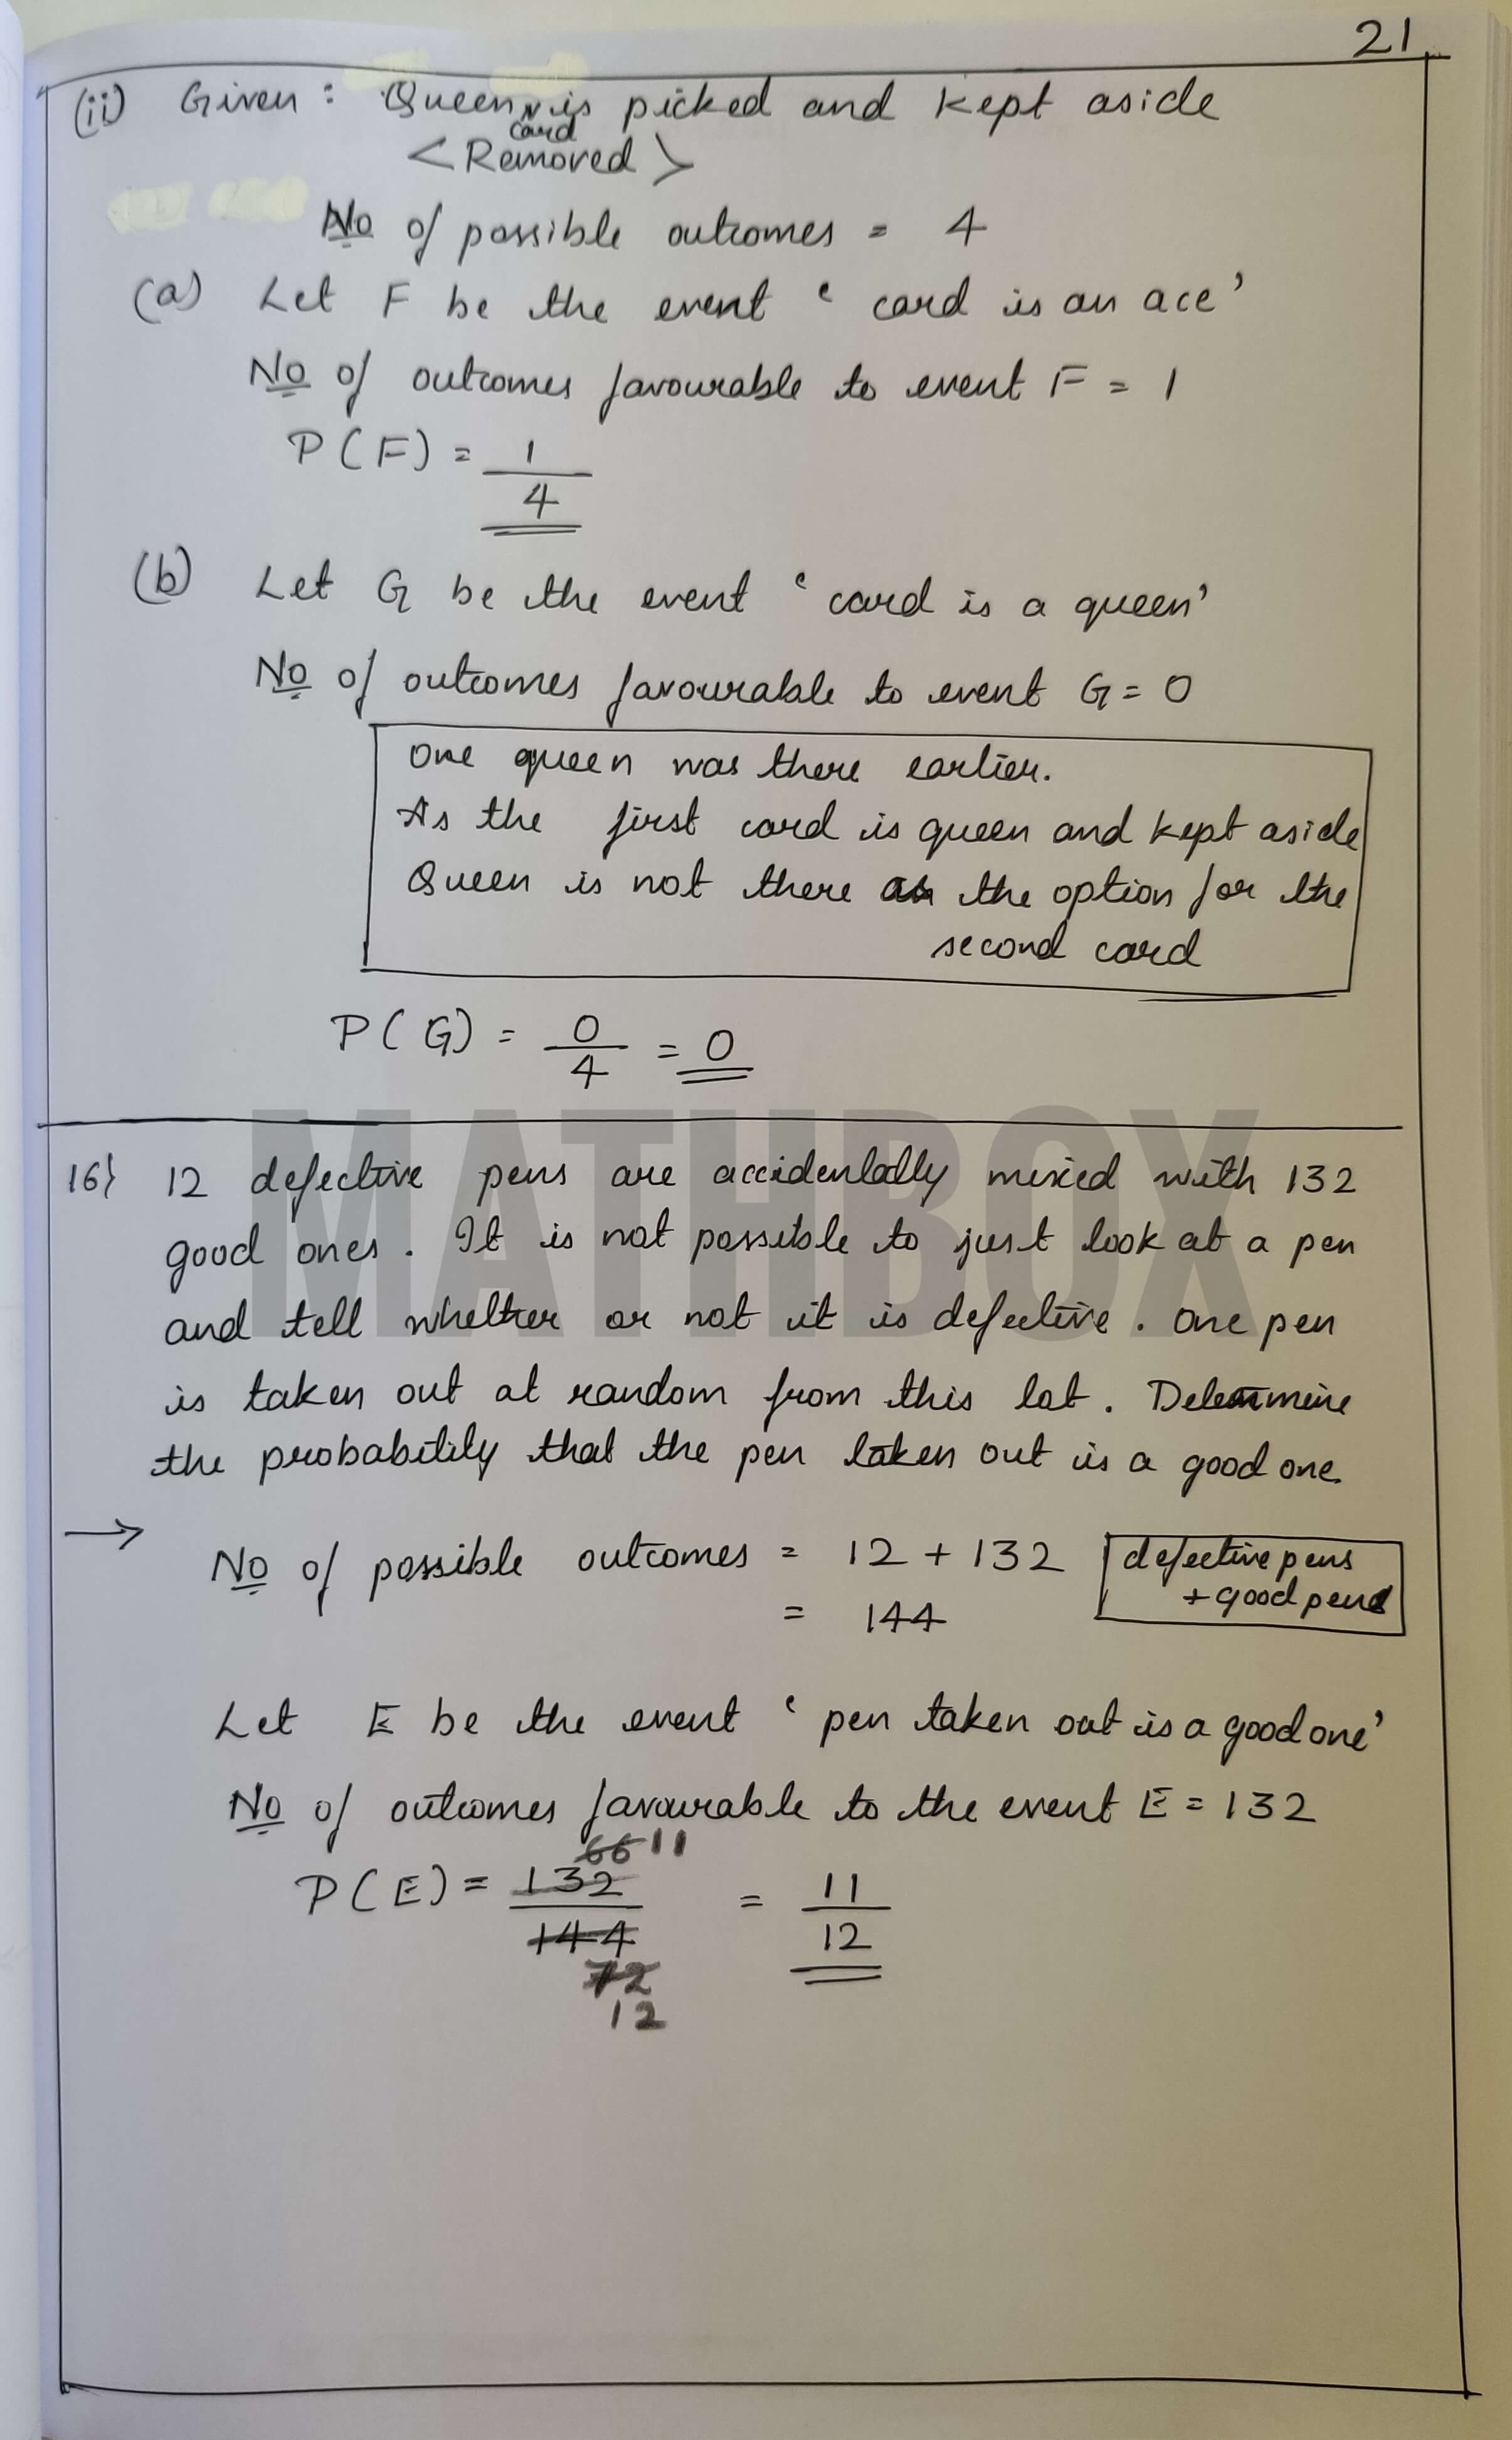 21
(ii) Given : Queen card is picked and kept aside
<Removed>
No of possible outcomes = 4
(a) Let F be the event ' card is an ace '
No of outcomes favourable to event F = 1
P(F) = 1/4
(b) Let G be the event ' card is a queen '
No of outcomes favourable to event G = 0
One queen was there earlier.
As the first card is queen and kept aside
Queen is not there as the option for the
second card
P(G) = 0/4 = 0
MATHBOX
16} 12 defective pens are accidentally mixed with 132
good ones. It is not possible to just look at a pen
and tell whether or not it is defective. One pen
is taken out at random from this lot. Determine
the probability that the pen taken out is a good one.
→
No of possible outcomes = 12 + 132 defective pens
+ good pens
= 144
Let E be the event ' pen taken out is a good one '
No of outcomes favourable to the event E = 132
66 11
P(E) = 132/144 = 11/12
72
12